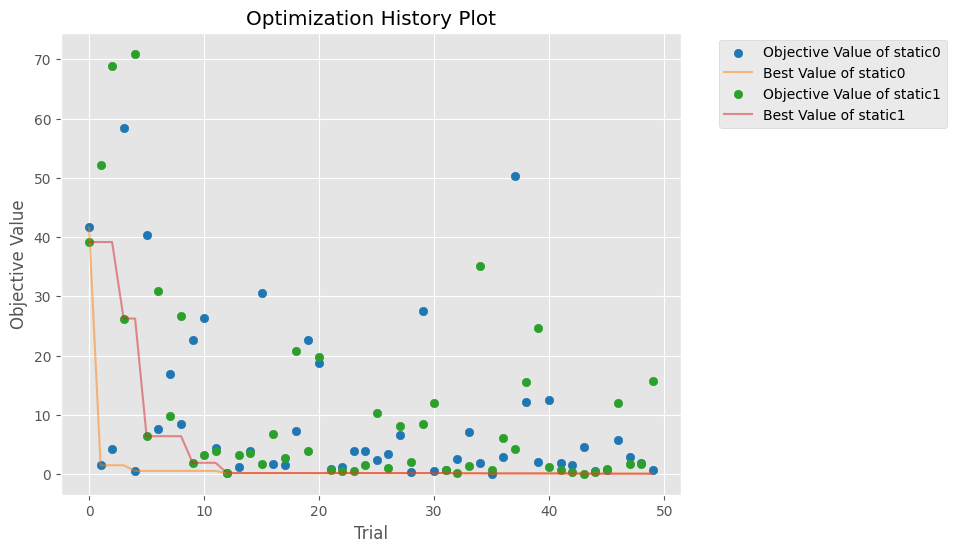 Optimization History Plot
Objective Value of static0
Best Value of static0
Objective Value of static1
Best Value of static1
70
60
50
40
30
20
10
0
Objective Value
0 10 20 30 40 50
Trial